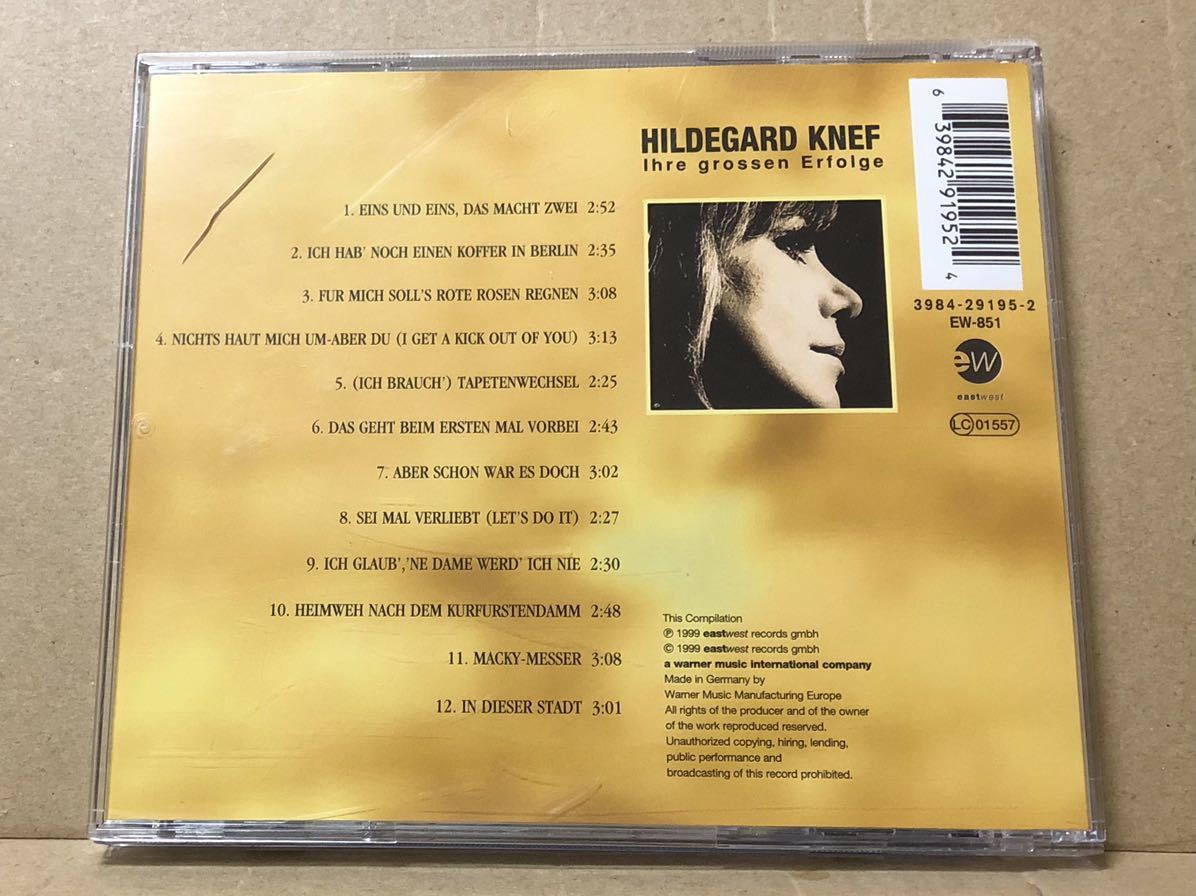 HILDEGARD KNEF
Ihre grossen Erfolge
1. EINS UND EINS, DAS MACHT ZWEI 2:52
2. ICH HAB' NOCH EINEN KOFFER IN BERLIN 2:35
3. FUR MICH SOLL'S ROTE ROSEN REGNEN 3:08
4. NICHTS HAUT MICH UM-ABER DU (I GET A KICK OUT OF YOU) 3:13
5. (ICH BRAUCH') TAPETENWECHSEL 2:25
6. DAS GEHT BEIM ERSTEN MAL VORBEI 2:43
7. ABER SCHON WAR ES DOCH 3:02
8. SEI MAL VERLIEBT (LET'S DO IT) 2:27
9. ICH GLAUB','NE DAME WERD' ICH NIE 2:30
10. HEIMWEH NACH DEM KURFURSTENDAMM 2:48
11. MACKY-MESSER 3:08
12. IN DIESER STADT 3:01
6 39842 91952 4
3984-29195-2
EW-851
ew
eastwest
LC 01557
This Compilation
℗ 1999 eastwest records gmbh
© 1999 eastwest records gmbh
a warner music international company
Made in Germany by
Warner Music Manufacturing Europe
All rights of the producer and of the owner
of the work reproduced reserved.
Unauthorized copying, hiring, lending,
public performance and
broadcasting of this record prohibited.